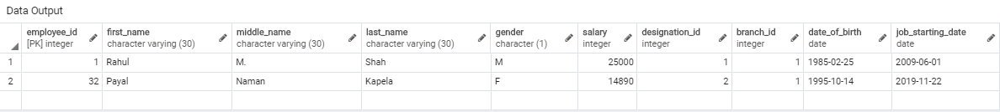 Data Output
employee_id first_name middle_name last_name gender salary designation_id branch_id date_of_birth job_starting_date
[PK] integer character varying (30) character varying (30) character varying (30) character (1) integer integer integer date date
1 1 Rahul M. Shah M 25000 1 1 1985-02-25 2009-06-01
2 32 Payal Naman Kapela F 14890 2 1 1995-10-14 2019-11-22